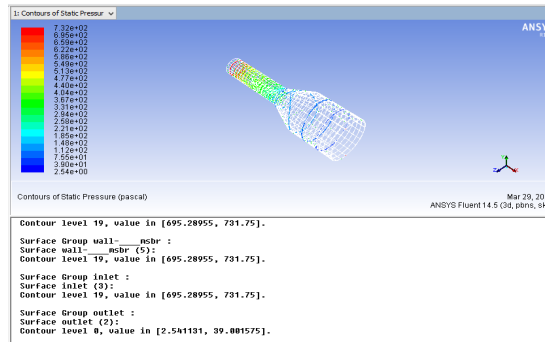 1: Contours of Static Pressur
ANSYS
7.32e+02
6.95e+02
6.59e+02
6.22e+02
5.86e+02
5.49e+02
5.13e+02
4.77e+02
4.40e+02
4.04e+02
3.67e+02
3.31e+02
2.94e+02
2.58e+02
2.21e+02
1.85e+02
1.48e+02
1.12e+02
7.55e+01
3.90e+01
2.54e+00
Contours of Static Pressure (pascal)
Mar 29, 20
ANSYS Fluent 14.5 (3d, pbns, sk
Contour level 19, value in [695.28955, 731.75].
Surface Group wall-____msbr :
Surface wall-____msbr (5):
Contour level 19, value in [695.28955, 731.75].
Surface Group inlet :
Surface inlet (3):
Contour level 19, value in [695.28955, 731.75].
Surface Group outlet :
Surface outlet (2):
Contour level 0, value in [2.541131, 39.001575].